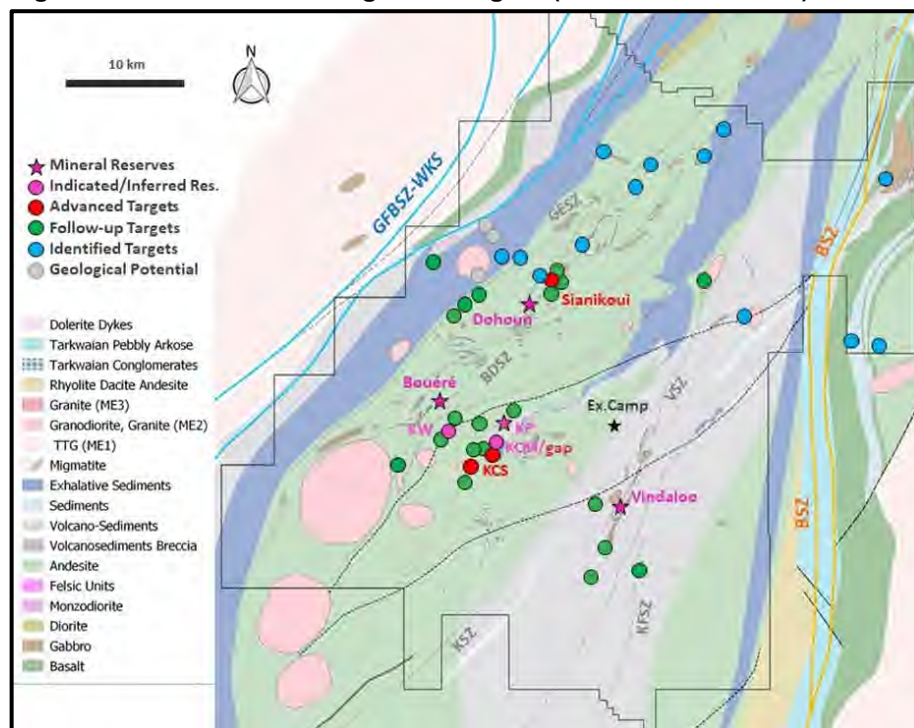 10 km
N
Mineral Reserves
Indicated/Inferred Res.
Advanced Targets
Follow-up Targets
Identified Targets
Geological Potential
Dolerite Dykes
Tarkwaian Pebbly Arkose
Tarkwaian Conglomerates
Rhyolite Dacite Andesite
Granite (ME3)
Granodiorite, Granite (ME2)
TTG (ME1)
Migmatite
Exhalative Sediments
Sediments
Volcano-Sediments
Volcanosediments Breccia
Andesite
Felsic Units
Monzodiorite
Diorite
Gabbro
Basalt
GFBSZ-WKS
GESZ
BSZ
Sianikoui
Dohoun
BDSZ
Bouéré
VSZ
Ex.Camp
KW
KP
/gap
KCS
Vindaloo
BSZ
KSZ
KFSZ